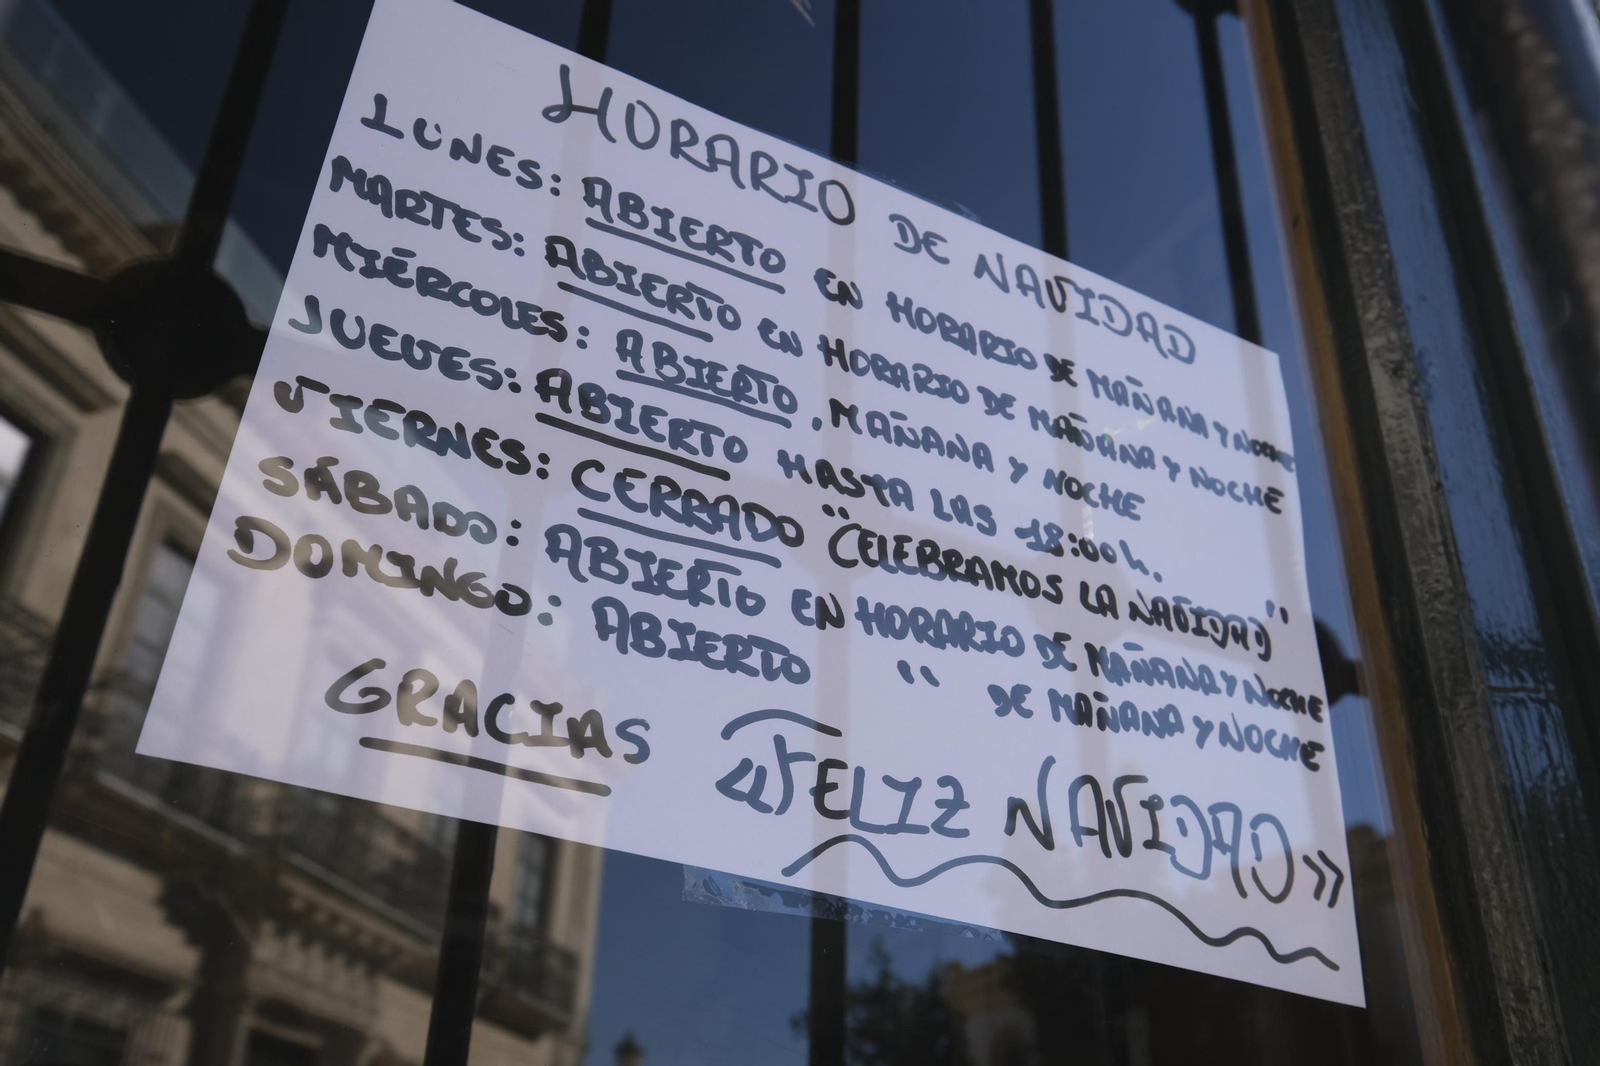 HORARIO DE NAVIDAD
LUNES: ABIERTO EN HORARIO DE MAÑANA Y NOCHE
MARTES: ABIERTO EN HORARIO DE MAÑANA Y NOCHE
MIÉRCOLES: ABIERTO, MAÑANA Y NOCHE
JUEVES: ABIERTO HASTA LAS 18:00h.
VIERNES: CERRADO "CELEBRAMOS LA NAVIDAD"
SÁBADO: ABIERTO EN HORARIO DE MAÑANA Y NOCHE
DOMINGO: ABIERTO " DE MAÑANA Y NOCHE
GRACIAS «FELIZ NAVIDAD»